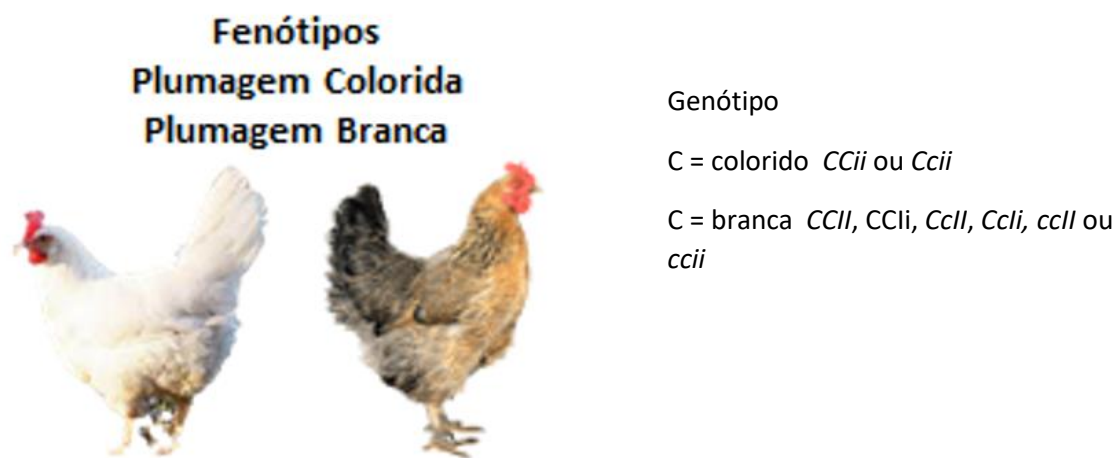 Fenótipos
Plumagem Colorida
Plumagem Branca
Genótipo
C = colorido CCii ou Ccii
C = branca CCII, CCIi, CcII, CcIi, ccII ou
ccii